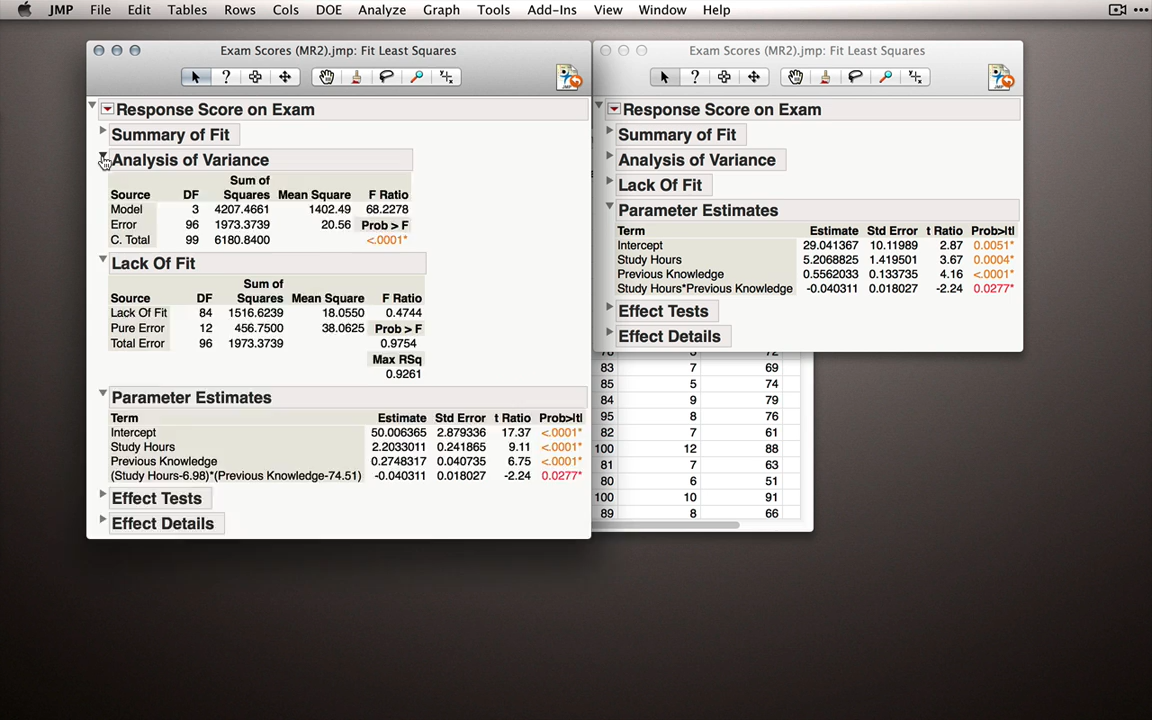 JMP File Edit Tables Rows Cols DOE Analyze Graph Tools Add-Ins View Window Help
Exam Scores (MR2).jmp: Fit Least Squares
Response Score on Exam
Summary of Fit
Analysis of Variance
Source DF Sum of Squares Mean Square F Ratio
Model 3 4207.4661 1402.49 68.2278
Error 96 1973.3739 20.56 Prob > F
C. Total 99 6180.8400 <.0001*
Lack Of Fit
Source DF Sum of Squares Mean Square F Ratio
Lack Of Fit 84 1516.6239 18.0550 0.4744
Pure Error 12 456.7500 38.0625 Prob > F
Total Error 96 1973.3739 0.9754
Max RSq
0.9261
Parameter Estimates
Term Estimate Std Error t Ratio Prob>|t|
Intercept 50.006365 2.879336 17.37 <.0001*
Study Hours 2.2033011 0.241865 9.11 <.0001*
Previous Knowledge 0.2748317 0.040735 6.75 <.0001*
(Study Hours-6.98)*(Previous Knowledge-74.51) -0.040311 0.018027 -2.24 0.0277*
Effect Tests
Effect Details
Exam Scores (MR2).jmp: Fit Least Squares
Response Score on Exam
Summary of Fit
Analysis of Variance
Lack Of Fit
Parameter Estimates
Term Estimate Std Error t Ratio Prob>|t|
Intercept 29.041367 10.11989 2.87 0.0051*
Study Hours 5.2068825 1.419501 3.67 0.0004*
Previous Knowledge 0.5562033 0.133735 4.16 <.0001*
Study Hours*Previous Knowledge -0.040311 0.018027 -2.24 0.0277*
Effect Tests
Effect Details
83 7 69
85 5 74
84 9 79
95 8 76
82 7 61
100 12 88
81 7 63
80 6 51
100 10 91
89 8 66